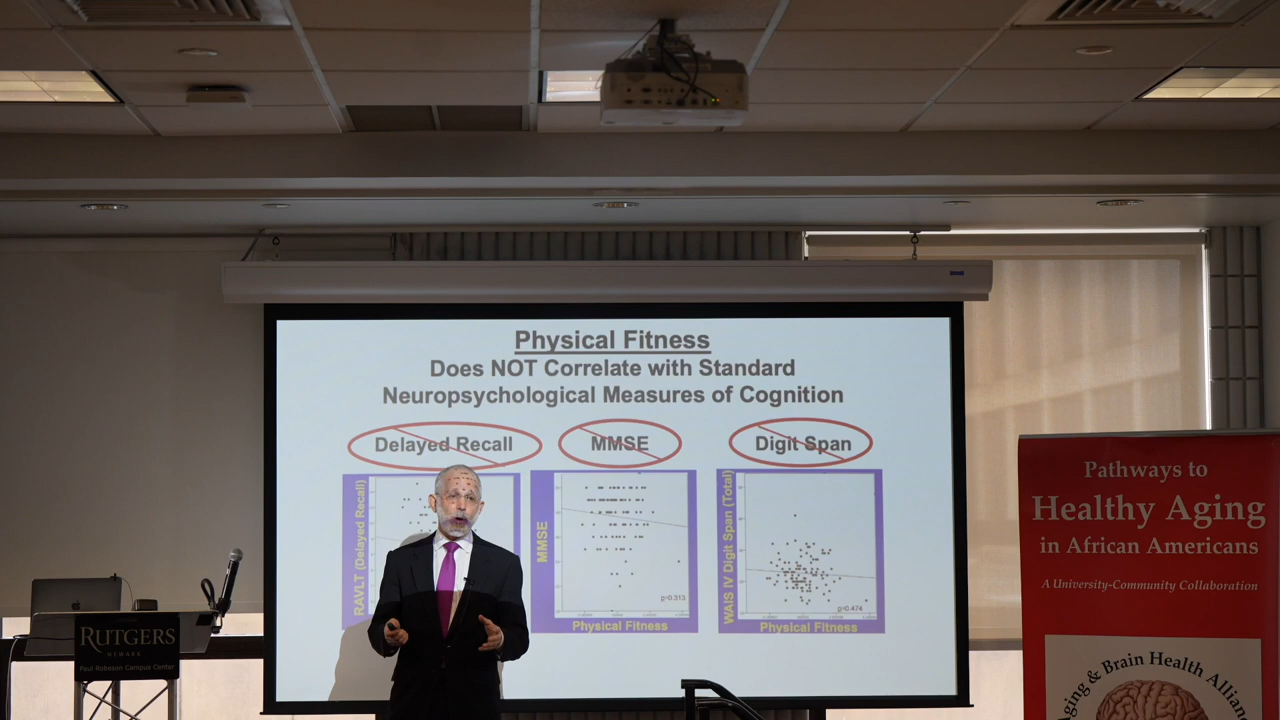 Physical Fitness
Does NOT Correlate with Standard
Neuropsychological Measures of Cognition
Delayed Recall
MMSE
Digit Span
RAVLT (Delayed Recall)
MMSE
p=0.313
Physical Fitness
WAIS IV Digit Span (Total)
p=0.474
Physical Fitness
RUTGERS
NEWARK
Paul Robeson Campus Center
Pathways to
Healthy Aging
in African Americans
A University-Community Collaboration
Aging & Brain Health